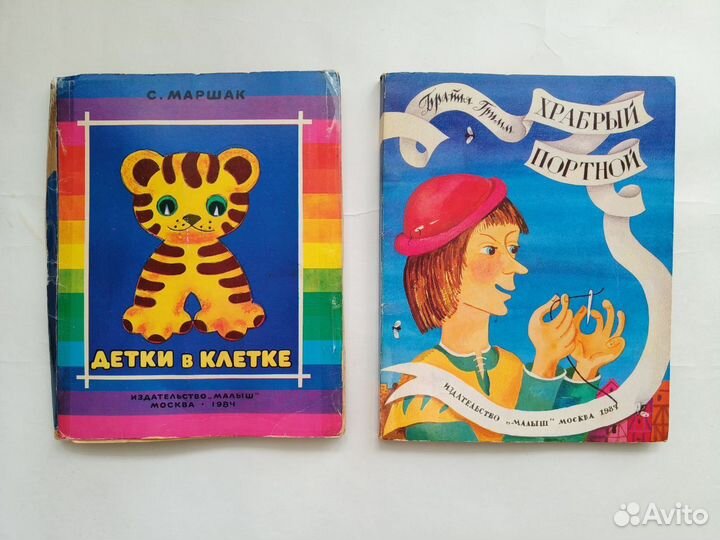 С. МАРШАК
ДЕТКИ В КЛЕТКЕ
ИЗДАТЕЛЬСТВО „МАЛЫШ"
МОСКВА • 1984
Братья Гримм
ХРАБРЫЙ
ПОРТНОЙ
ИЗДАТЕЛЬСТВО „МАЛЫШ" МОСКВА 1984
Avito